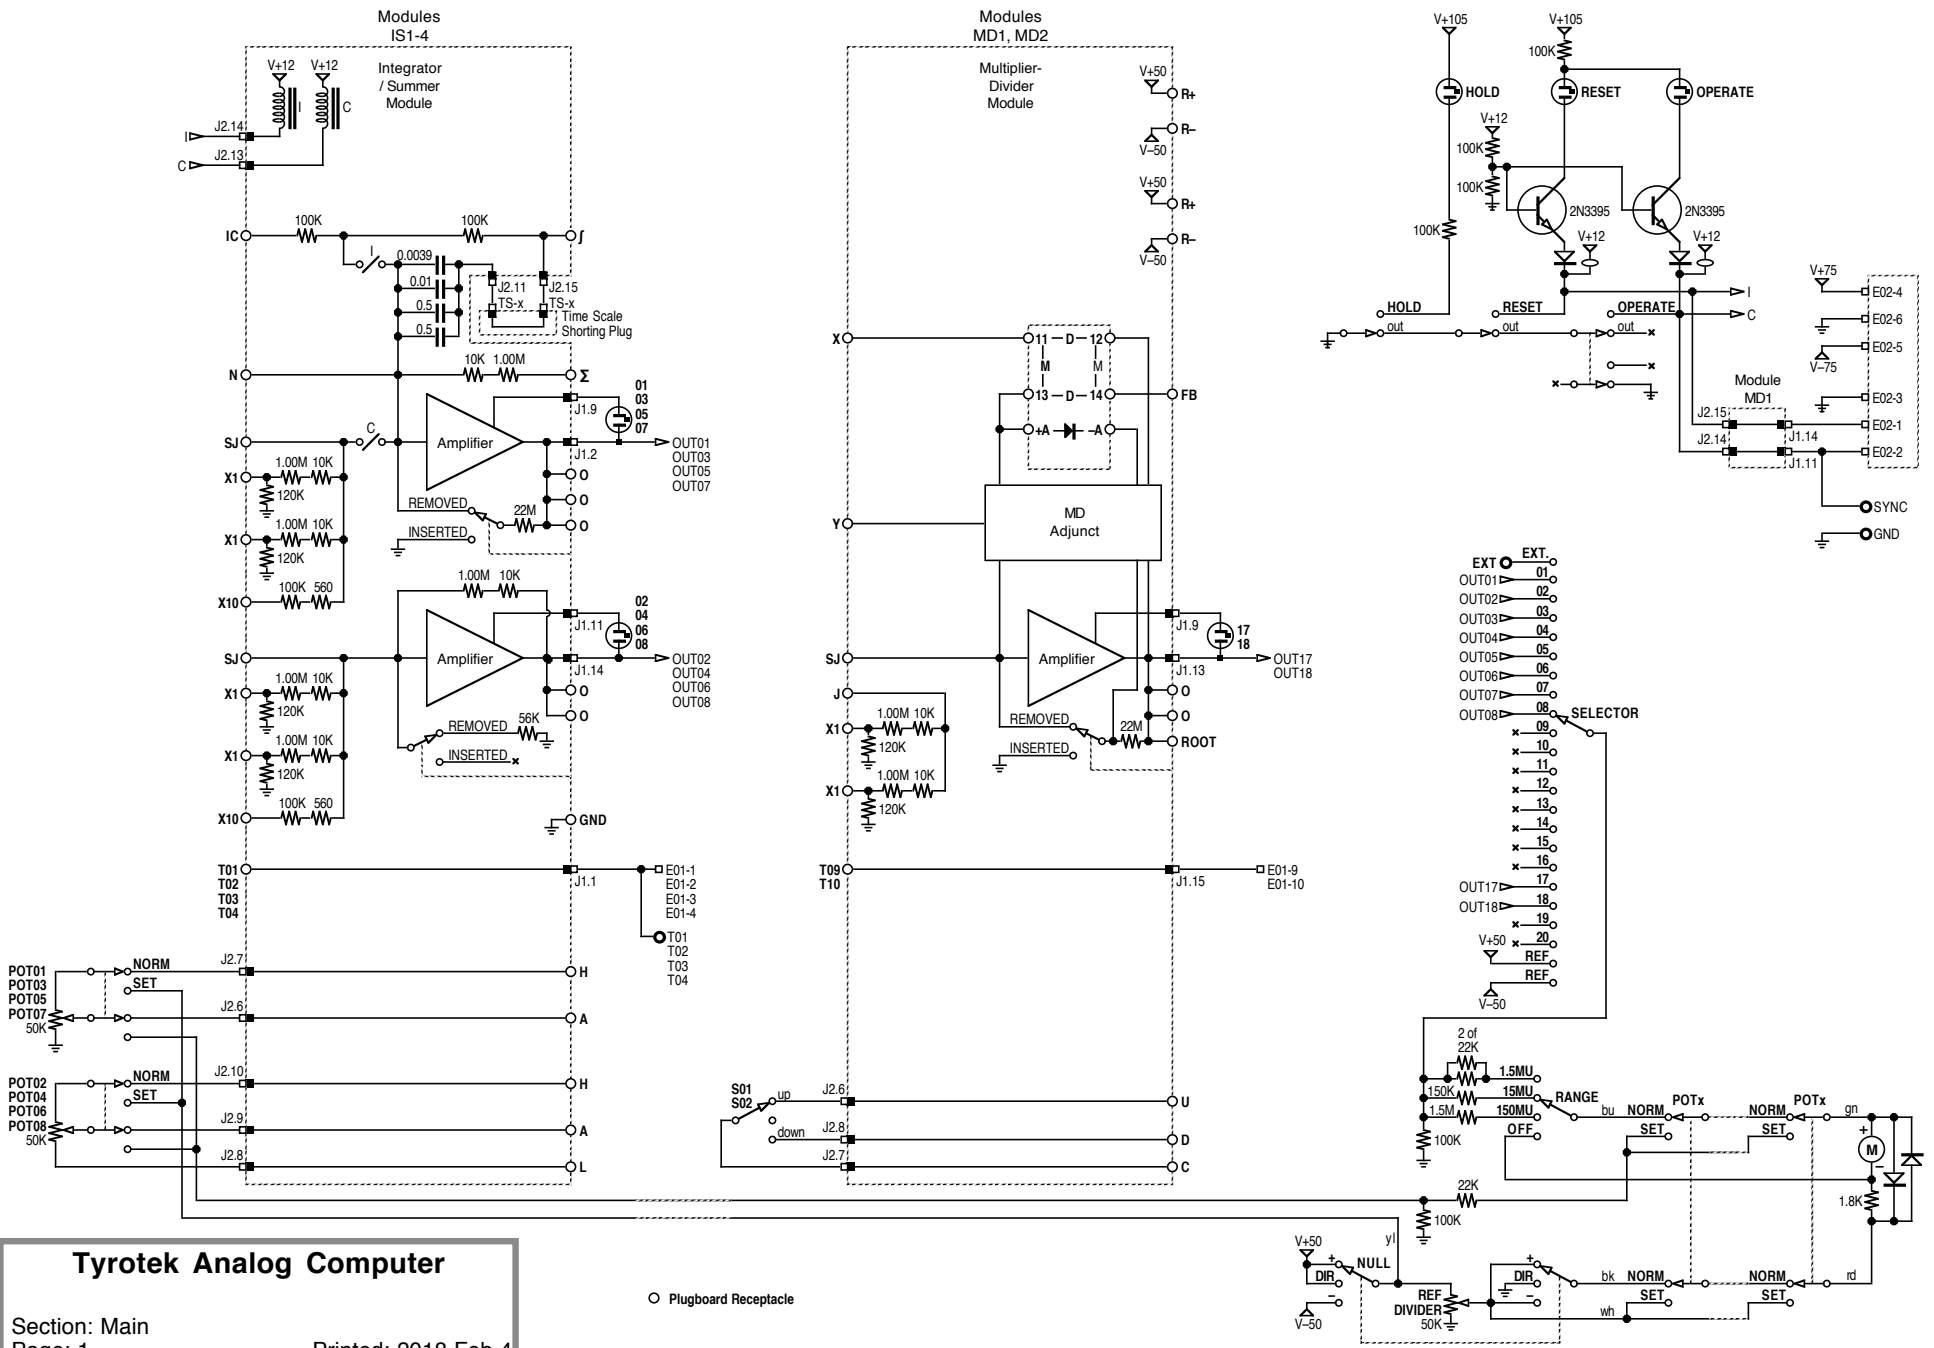 Modules
IS1-4
Integrator
/ Summer
Module
V+12
V+12
I
C
I
J2.14
C
J2.13
IC
100K
100K
∫
I
0.0039
0.01
0.5
0.5
J2.11
J2.15
TS-x
TS-x
Time Scale
Shorting Plug
N
10K
1.00M
Σ
01
03
05
07
J1.9
C
SJ
Amplifier
J1.2
OUT01
OUT03
OUT05
OUT07
O
O
O
X1
1.00M
10K
120K
REMOVED
22M
INSERTED
X1
1.00M
10K
120K
X10
100K
560
1.00M
10K
02
04
06
08
J1.11
SJ
Amplifier
J1.14
OUT02
OUT04
OUT06
OUT08
O
O
X1
1.00M
10K
120K
REMOVED
56K
INSERTED
X1
1.00M
10K
120K
X10
100K
560
GND
T01
T02
T03
T04
J1.1
E01-1
E01-2
E01-3
E01-4
T01
T02
T03
T04
POT01
POT03
POT05
POT07
50K
NORM
SET
J2.7
H
J2.6
A
POT02
POT04
POT06
POT08
50K
NORM
SET
J2.10
H
J2.9
A
J2.8
L
Modules
MD1, MD2
Multiplier-
Divider
Module
V+50
R+
R–
V–50
V+50
R+
R–
V–50
X
11
D
12
M
M
13
D
14
FB
+A
–A
Y
MD
Adjunct
SJ
Amplifier
J1.9
17
18
J1.13
OUT17
OUT18
O
O
J
X1
1.00M
10K
120K
REMOVED
22M
ROOT
INSERTED
X1
1.00M
10K
120K
T09
T10
J1.15
E01-9
E01-10
S01
S02
up
down
J2.6
U
J2.8
D
J2.7
C
V+105
V+105
100K
HOLD
RESET
OPERATE
V+12
100K
100K
2N3395
2N3395
100K
V+12
V+12
HOLD
out
RESET
out
OPERATE
out
I
C
V+75
E02-4
E02-6
E02-5
V–75
E02-3
E02-1
E02-2
Module
MD1
J2.15
J1.14
J2.14
J1.11
SYNC
GND
EXT
EXT.
OUT01
01
OUT02
02
OUT03
03
OUT04
04
OUT05
05
OUT06
06
OUT07
07
OUT08
08
SELECTOR
09
10
11
12
13
14
15
16
OUT17
17
OUT18
18
19
20
V+50
REF
REF
V–50
2 of
22K
1.5MU
150K
15MU
RANGE
1.5M
150MU
OFF
100K
bu
NORM
POTx
SET
NORM
POTx
SET
gn
+
M
–
1.8K
22K
100K
yl
V+50
+
NULL
DIR
–
V–50
REF
DIVIDER
50K
+
DIR
–
bk
NORM
SET
NORM
SET
rd
wh
Plugboard Receptacle
Tyrotek Analog Computer
Section: Main
Page: 1
Printed: 2018 Feb 4